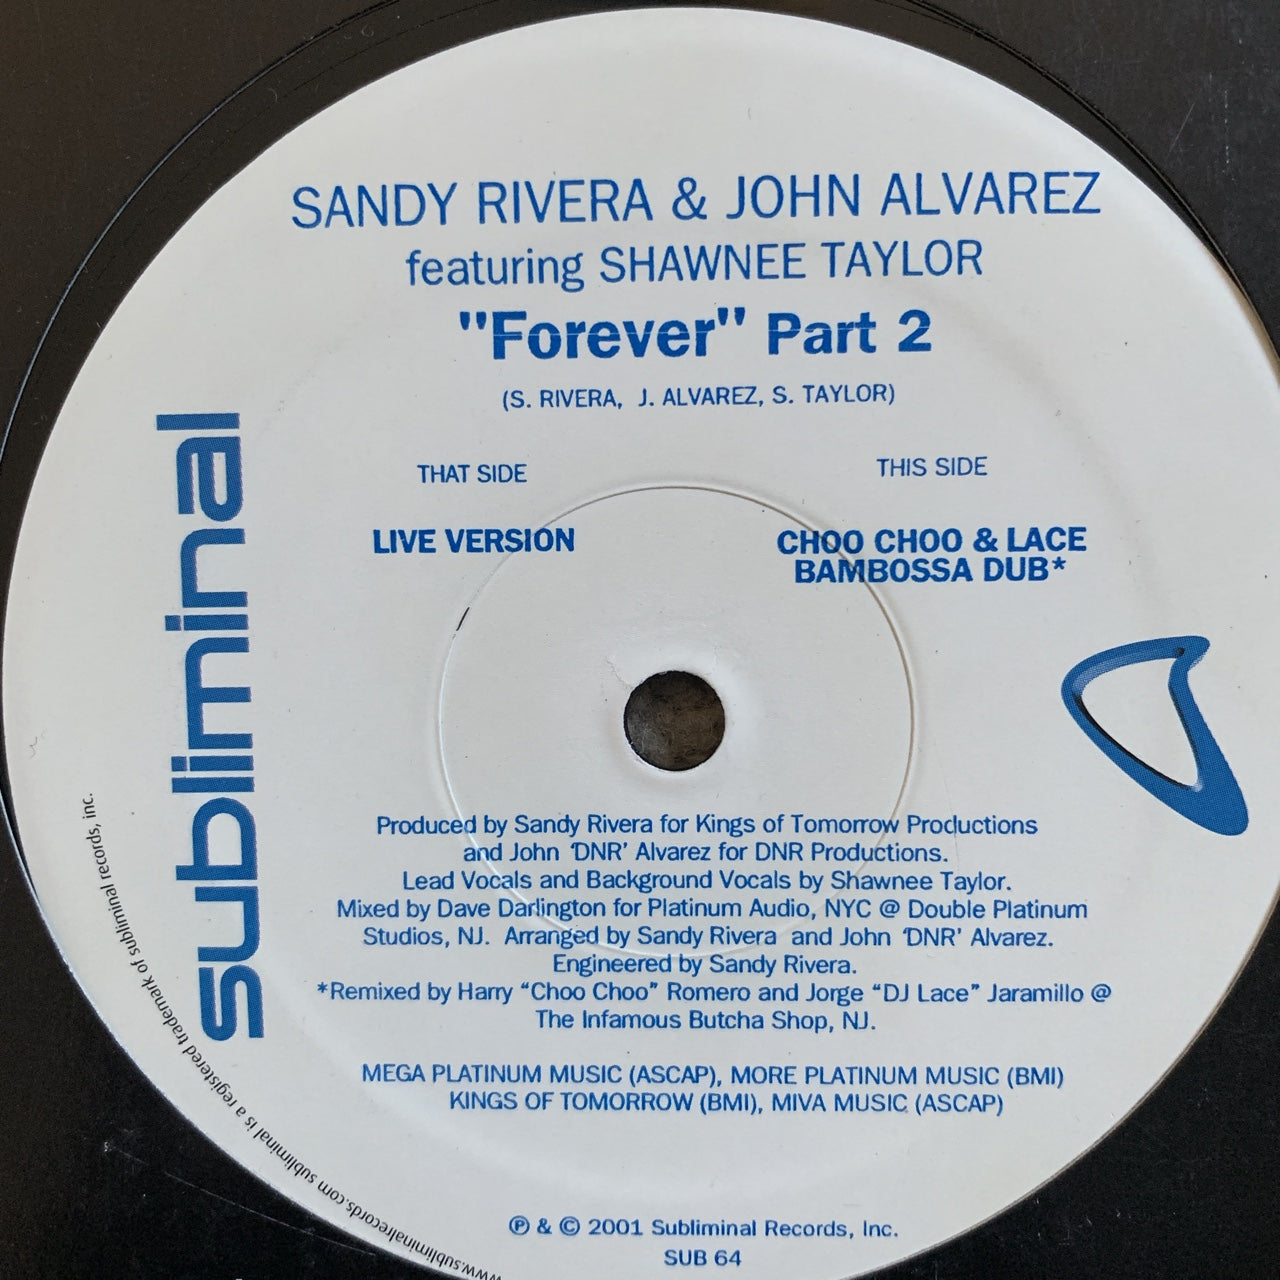 SANDY RIVERA & JOHN ALVAREZ
featuring SHAWNEE TAYLOR
"Forever" Part 2
(S. RIVERA, J. ALVAREZ, S. TAYLOR)
THAT SIDE
LIVE VERSION
THIS SIDE
CHOO CHOO & LACE
BAMBOSSA DUB*
subliminal
Produced by Sandy Rivera for Kings of Tomorrow Productions
and John ‘DNR’ Alvarez for DNR Productions.
Lead Vocals and Background Vocals by Shawnee Taylor.
Mixed by Dave Darlington for Platinum Audio, NYC @ Double Platinum
Studios, NJ. Arranged by Sandy Rivera and John ‘DNR’ Alvarez.
Engineered by Sandy Rivera.
*Remixed by Harry “Choo Choo” Romero and Jorge “DJ Lace” Jaramillo @
The Infamous Butcha Shop, NJ.
MEGA PLATINUM MUSIC (ASCAP), MORE PLATINUM MUSIC (BMI)
KINGS OF TOMORROW (BMI), MIVA MUSIC (ASCAP)
℗ & © 2001 Subliminal Records, Inc.
SUB 64
www.subliminalrecords.com subliminal is a registered trademark of subliminal records, inc.